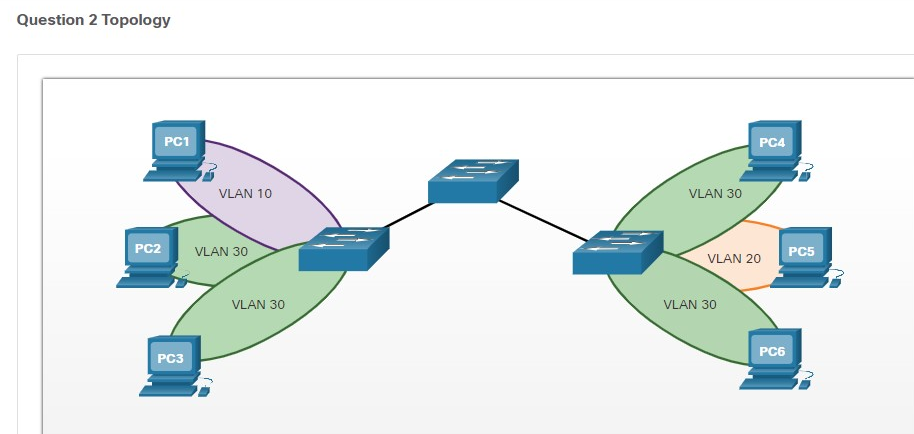 Question 2 Topology
PC1
PC4
VLAN 10
VLAN 30
PC2
VLAN 30
VLAN 20
PC5
VLAN 30
VLAN 30
PC3
PC6